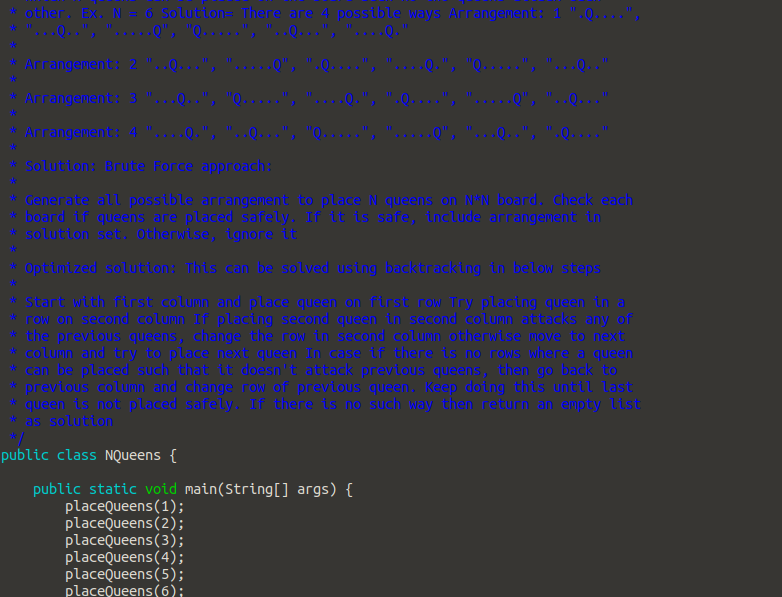 * other. Ex. N = 6 Solution= There are 4 possible ways Arrangement: 1 ".Q....",
* "...Q..", ".....Q", "Q.....", "..Q...", "....Q."
*
* Arrangement: 2 "..Q...", ".....Q", ".Q....", "....Q.", "Q.....", "...Q.."
*
* Arrangement: 3 "...Q..", "Q.....", "....Q.", ".Q....", ".....Q", "..Q..."
*
* Arrangement: 4 "....Q.", "..Q...", "Q.....", ".....Q", "...Q..", ".Q...."
*
* Solution: Brute Force approach:
*
* Generate all possible arrangement to place N queens on N*N board. Check each
* board if queens are placed safely. If it is safe, include arrangement in
* solution set. Otherwise, ignore it
*
* Optimized solution: This can be solved using backtracking in below steps
*
* Start with first column and place queen on first row Try placing queen in a
* row on second column If placing second queen in second column attacks any of
* the previous queens, change the row in second column otherwise move to next
* column and try to place next queen In case if there is no rows where a queen
* can be placed such that it doesn't attack previous queens, then go back to
* previous column and change row of previous queen. Keep doing this until last
* queen is not placed safely. If there is no such way then return an empty list
* as solution
*/
public class NQueens {
public static void main(String[] args) {
placeQueens(1);
placeQueens(2);
placeQueens(3);
placeQueens(4);
placeQueens(5);
placeQueens(6);